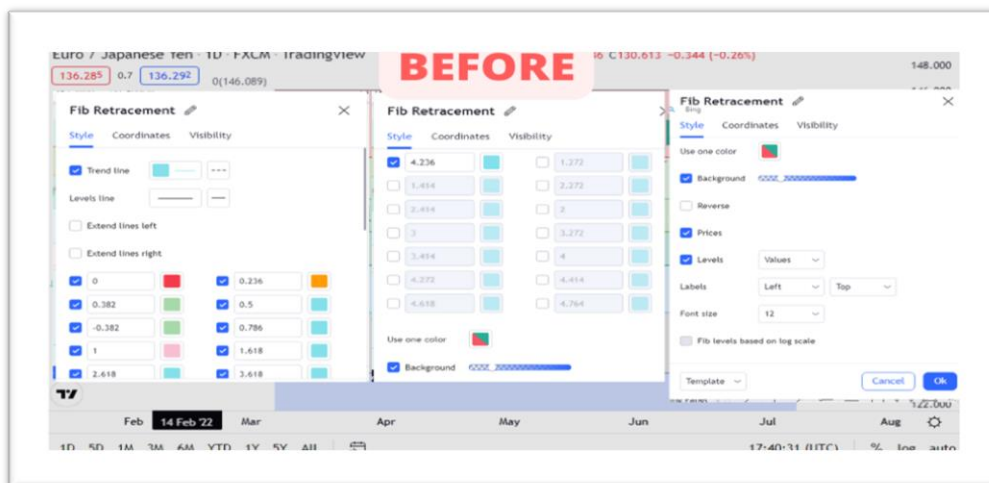 Euro / Japanese Yen · 1D · FXCM · TradingView
C130.613 −0.344 (−0.26%)
BEFORE
148.000
136.285 0.7 136.292 0(146.089)
Fib Retracement
Style Coordinates Visibility
Trend line
Levels line
Extend lines left
Extend lines right
0 0.236
0.382 0.5
-0.382 0.786
1 1.618
2.618 3.618
Fib Retracement
Style Coordinates Visibility
4.236 1.272
1.414 2.272
2.414 2
3 3.272
3.414 4
4.272 4.414
4.618 4.764
Use one color
Background
Fib Retracement
Bing
Style Coordinates Visibility
Use one color
Background
Reverse
Prices
Levels Values
Labels Left Top
Font size 12
Fib levels based on log scale
Template Cancel Ok
122.000
Feb 14 Feb '22 Mar Apr May Jun Jul Aug
1D 5D 1M 3M 6M YTD 1Y 5Y All 17:40:31 (UTC) % log auto